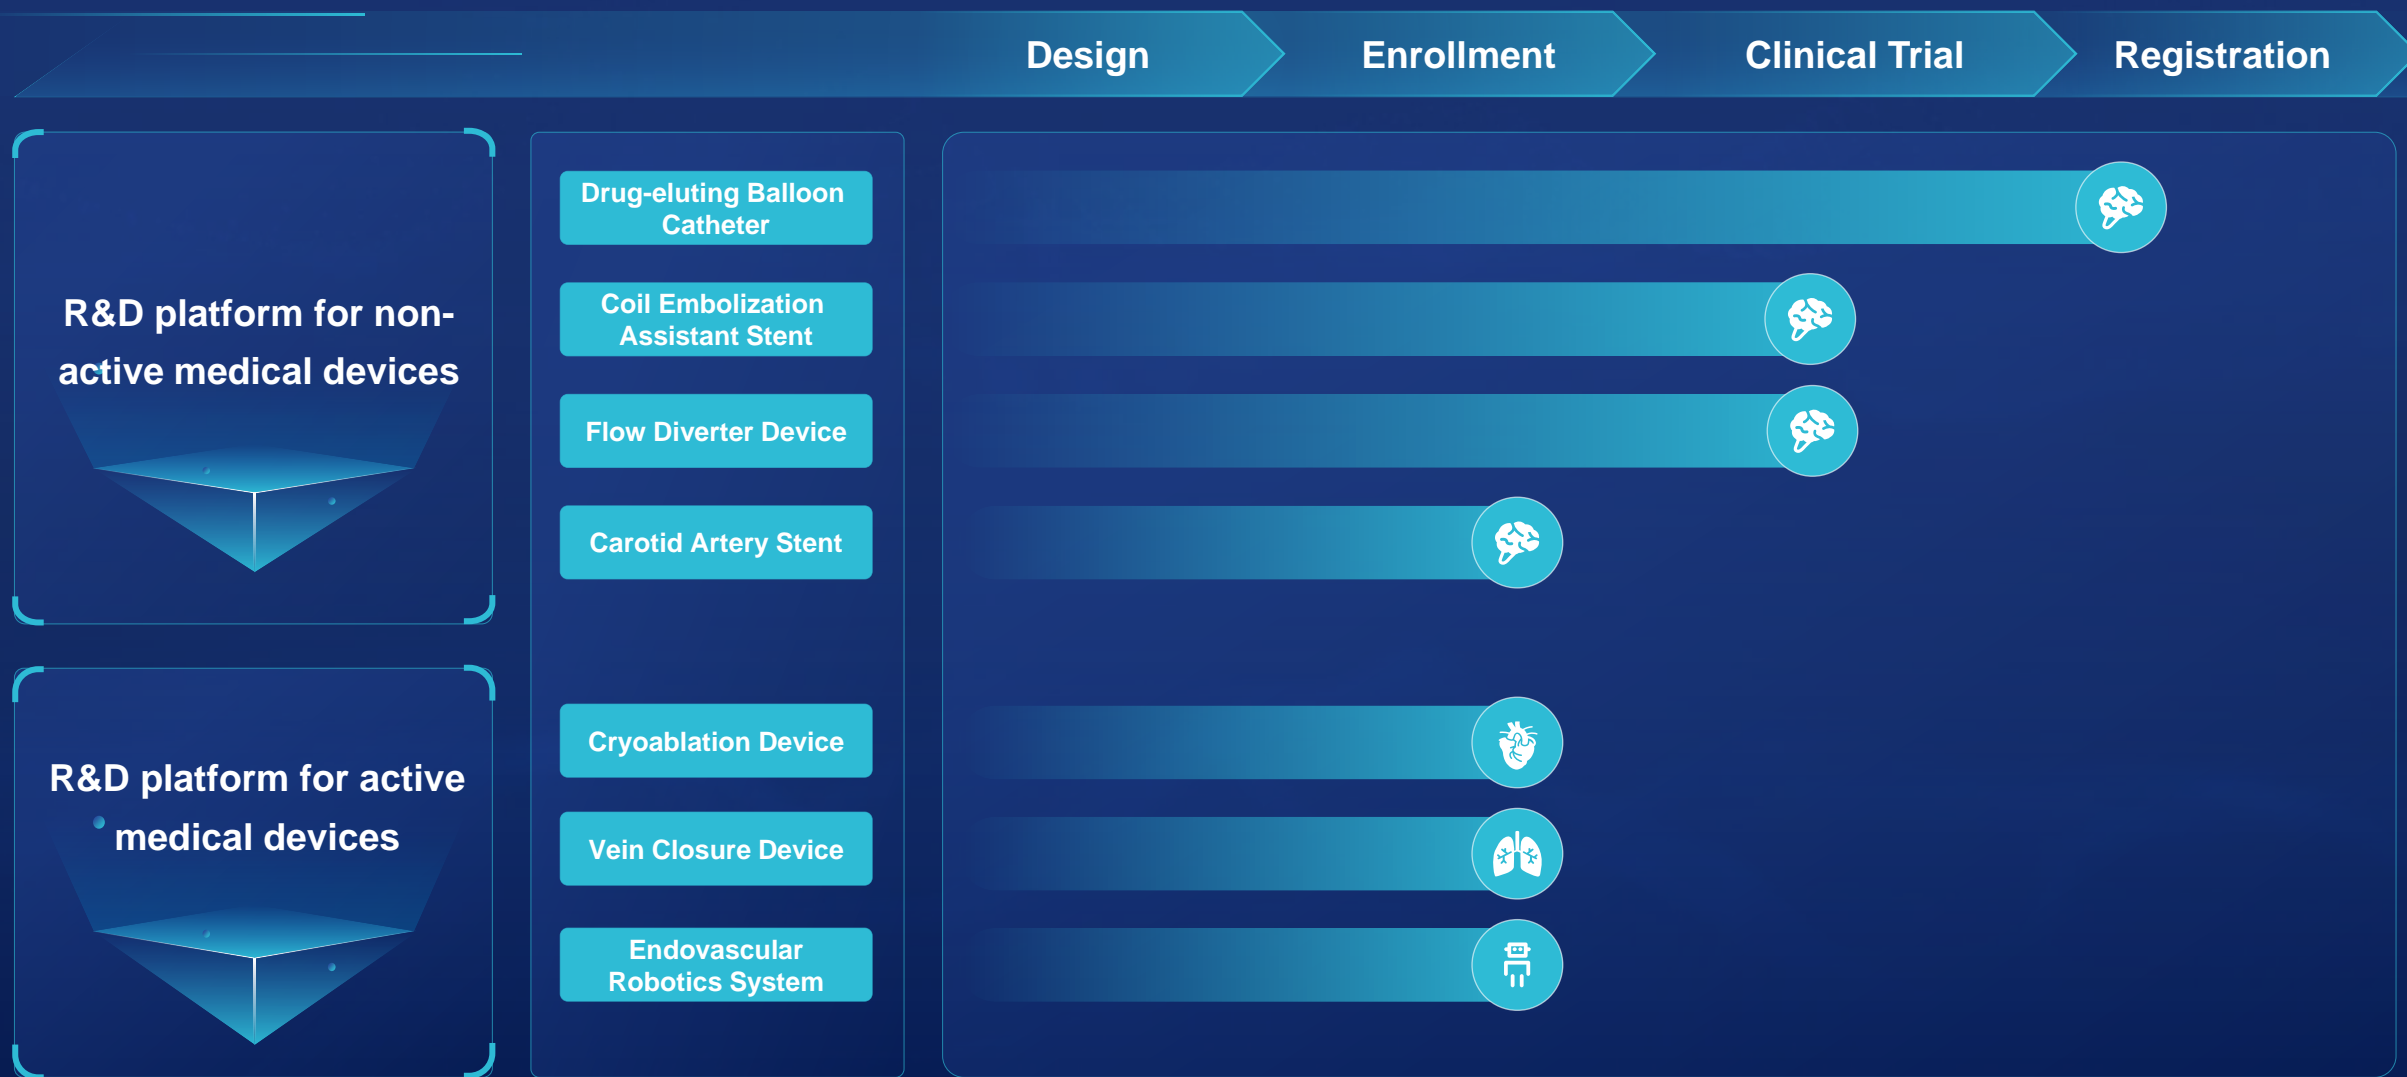 Design
Enrollment
Clinical Trial
Registration
R&D platform for non-
active medical devices
Drug-eluting Balloon
Catheter
Coil Embolization
Assistant Stent
Flow Diverter Device
Carotid Artery Stent
R&D platform for active
medical devices
Cryoablation Device
Vein Closure Device
Endovascular
Robotics System